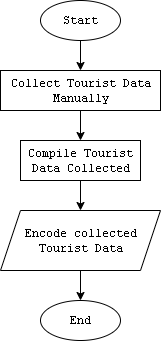 Start
Collect Tourist Data
Manually
Compile Tourist
Data Collected
Encode collected
Tourist Data
End